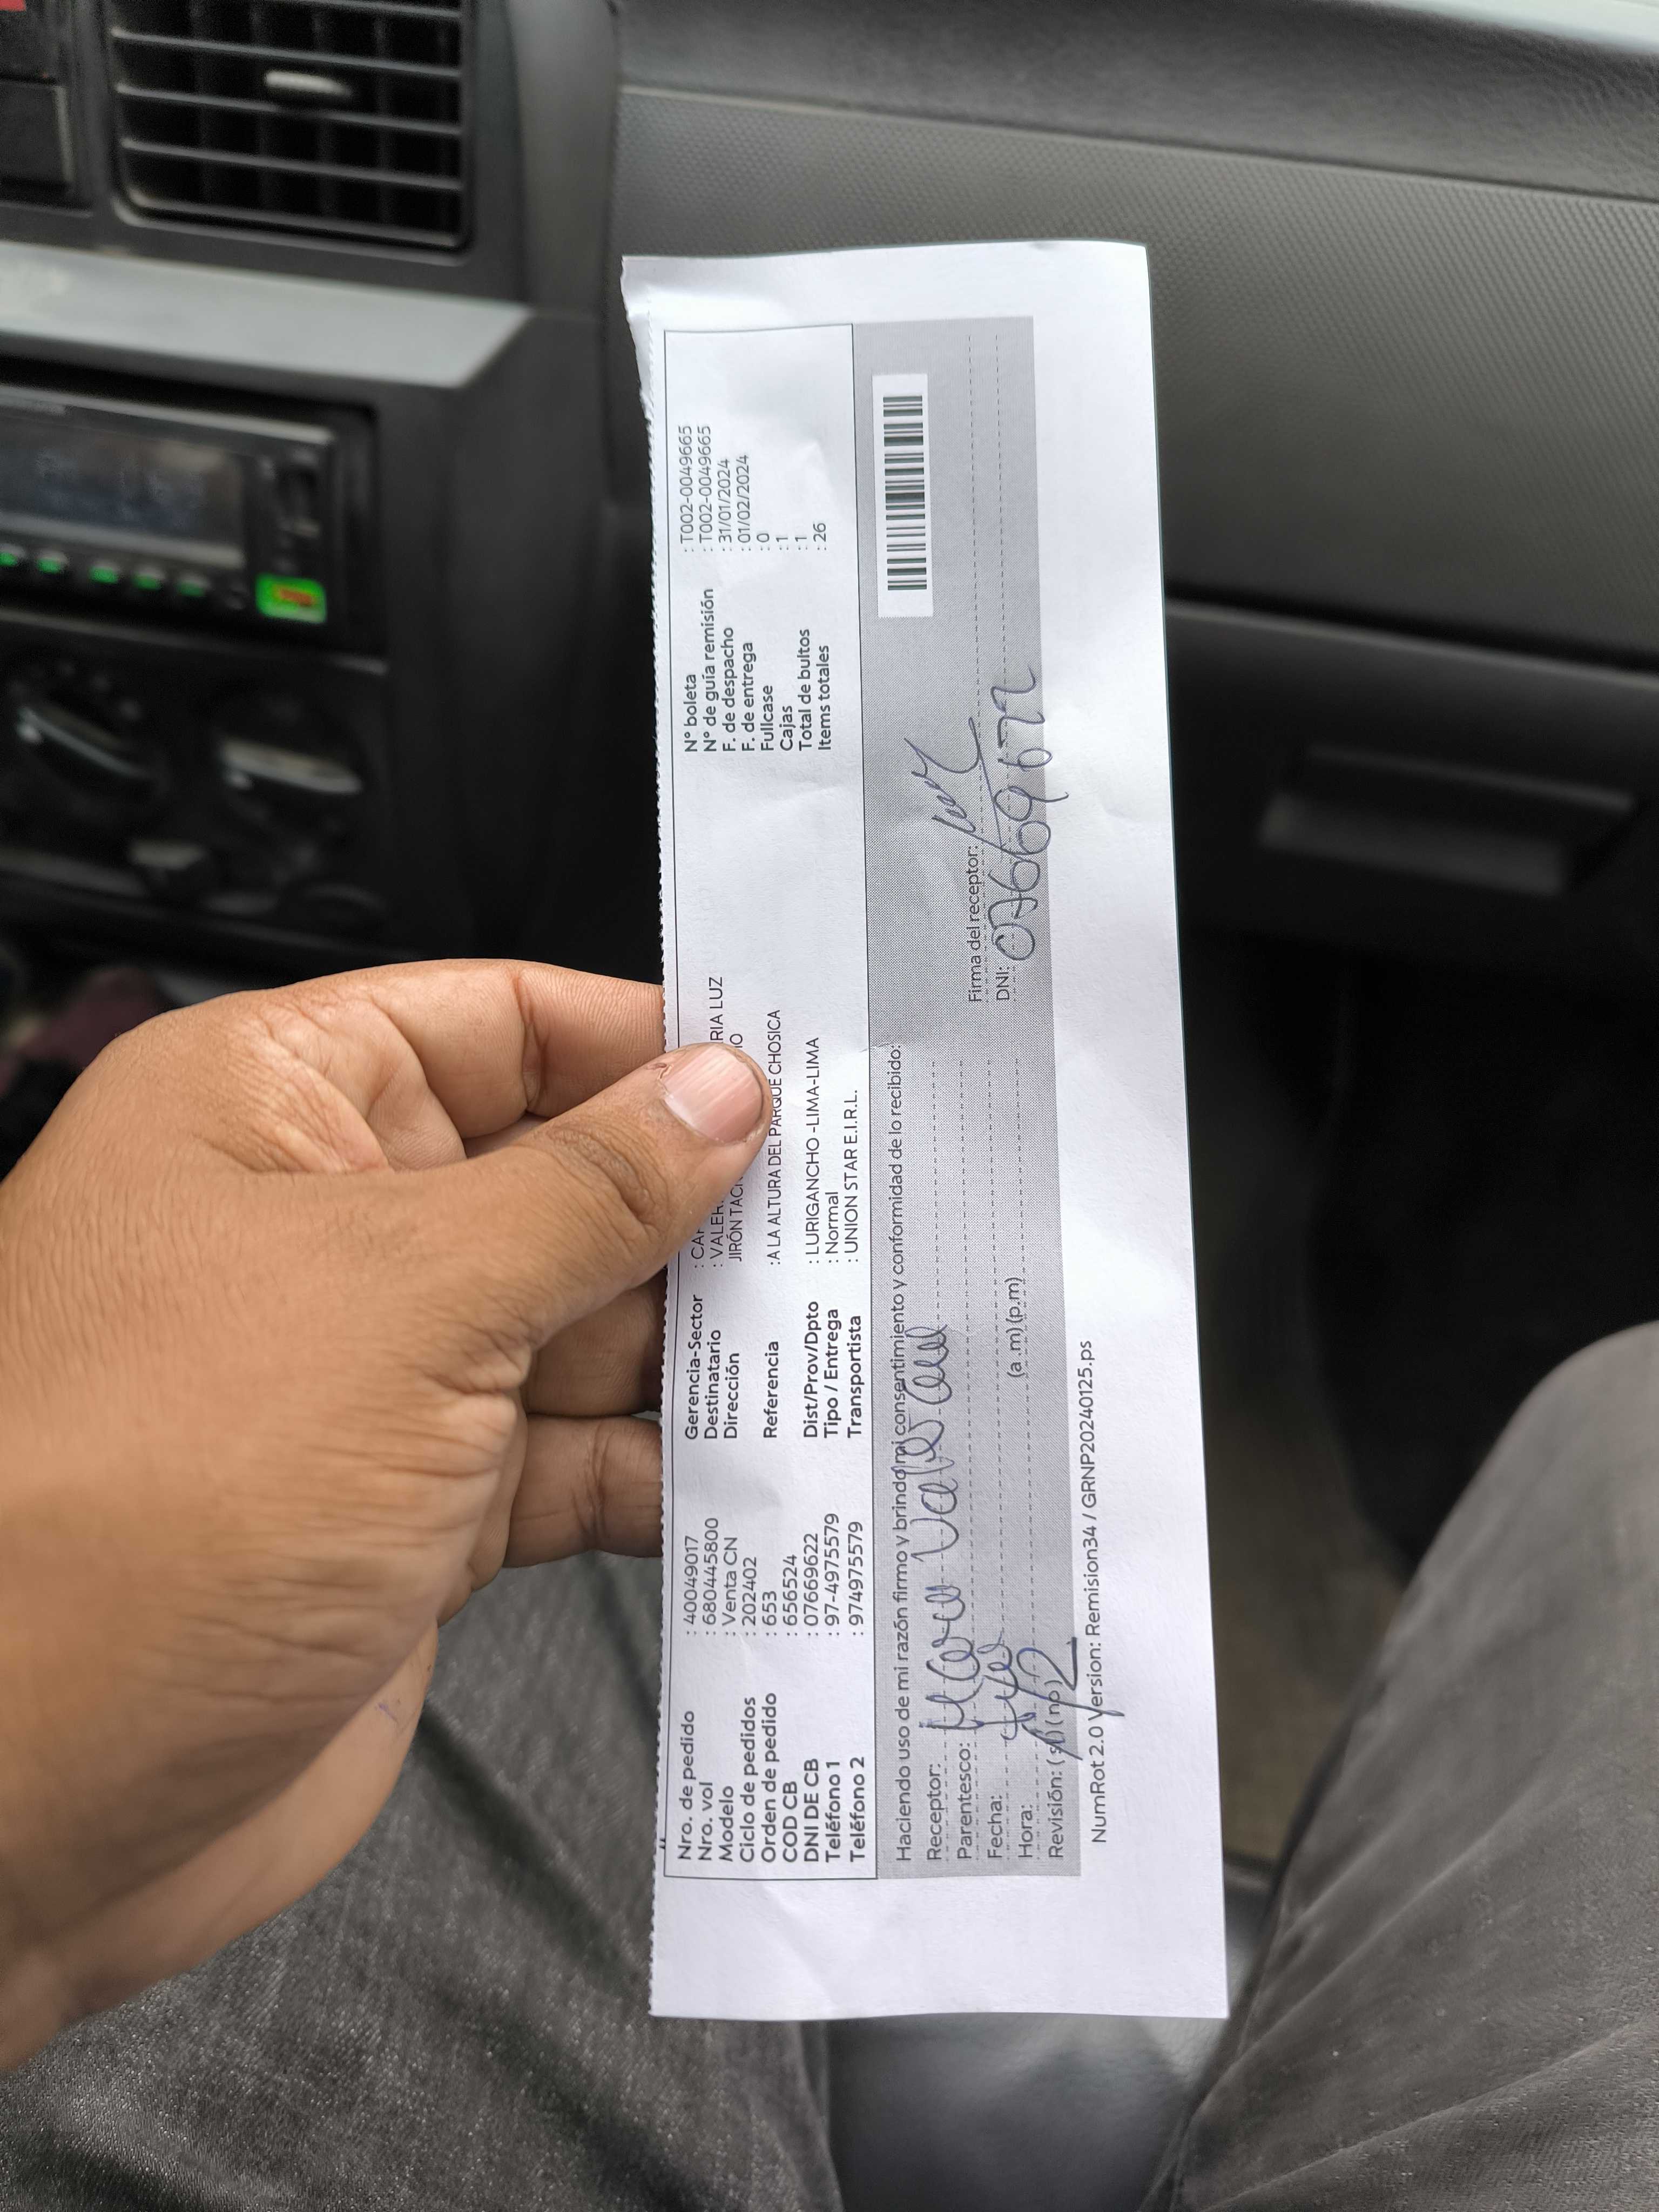 Nro. de pedido : 40049017
Nro. vol : 680445800
Modelo : Venta CN
Ciclo de pedidos : 202402
Orden de pedido : 653
COD CB : 656524
DNI DE CB : 07669622
Teléfono 1 : 97-4975579
Teléfono 2 : 974975579
Gerencia-Sector :
Destinatario : LUZ
Dirección : JIRÓN
Referencia : A LA ALTURA DEL PARQUE CHOSICA
Dist/Prov/Dpto : LURIGANCHO -LIMA-LIMA
Tipo / Entrega : Normal
Transportista : UNION STAR E.I.R.L.
N° boleta : T002-0049665
N° de guía remisión : T002-0049665
F. de despacho : 31/01/2024
F. de entrega : 01/02/2024
Fullcase : 0
Cajas : 1
Total de bultos : 1
Items totales : 26
Haciendo uso de mi razón firmo y brindo mi consentimiento y conformidad de lo recibido:
Receptor:
Parentesco:
Fecha:
Hora: (a .m) (p.m)
Revisión: (si) (no)
Firma del receptor:
DNI: 07669622
NumRot 2.0 Version: Remision34 / GRNP20240125.ps